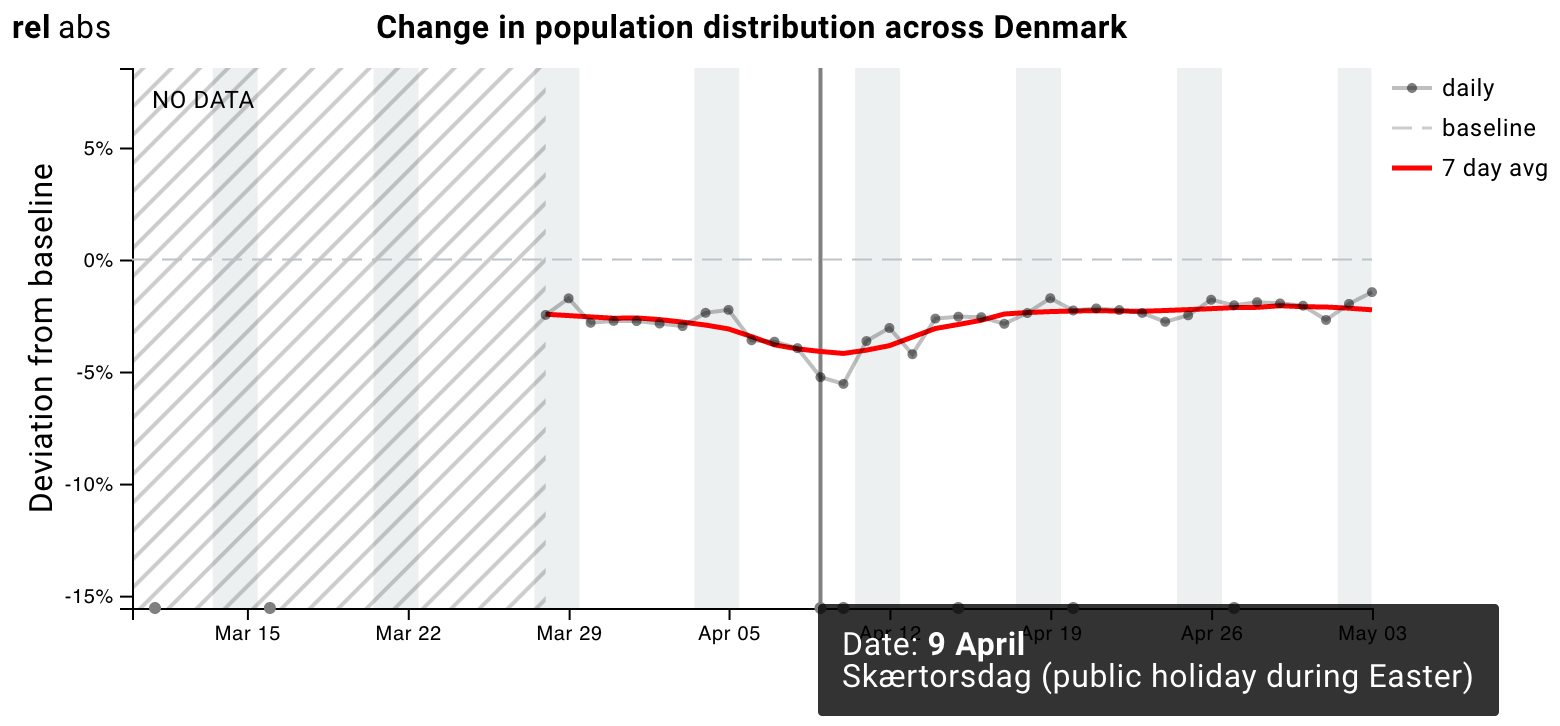 rel abs
Change in population distribution across Denmark
NO DATA
daily
baseline
7 day avg
Deviation from baseline
5%
0%
-5%
-10%
-15%
Mar 15
Mar 22
Mar 29
Apr 05
Apr 12
Apr 19
Apr 26
May 03
Date: 9 April
Skærtorsdag (public holiday during Easter)